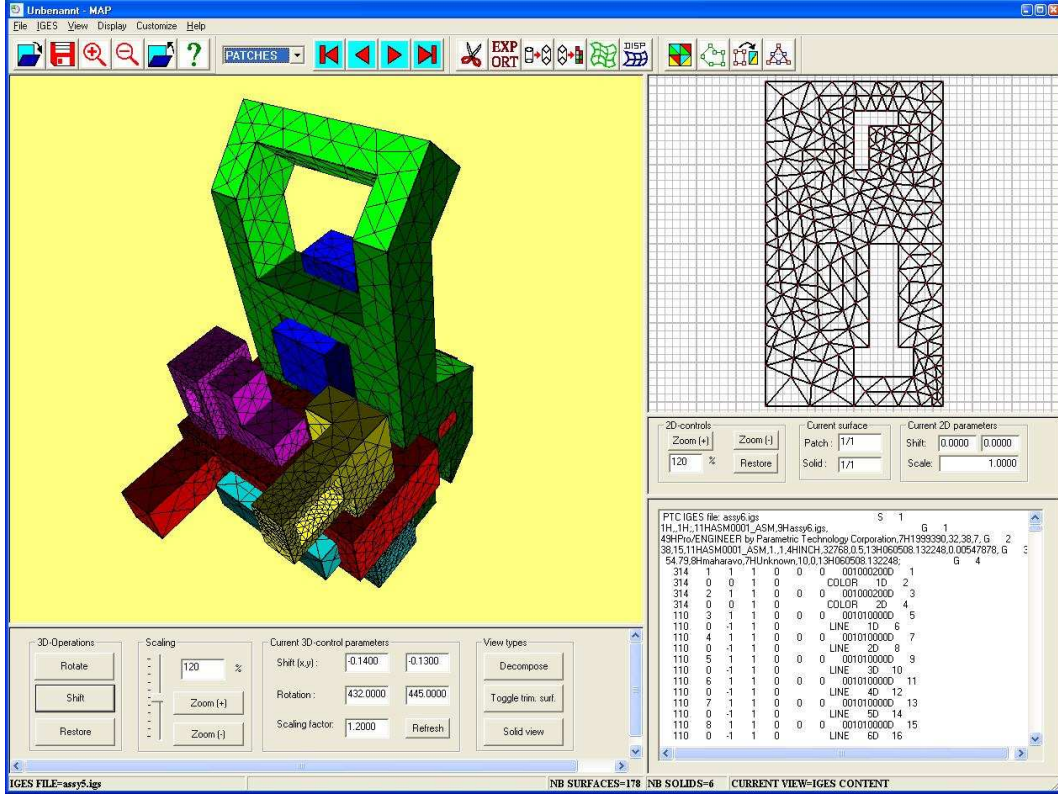 Unbenannt - MAP
File IGES View Display Customize Help
PATCHES
EXP
ORT
DISP
2D-controls
Zoom (+) Zoom (-)
120 % Restore
Current surface
Patch : 1/1
Solid : 1/1
Current 2D parameters
Shift: 0.0000 0.0000
Scale: 1.0000
PTC IGES file: assy6.igs S 1
1H,,1H;,11HASM0001_ASM,9Hassy6.igs, G 1
49HPro/ENGINEER by Parametric Technology Corporation,7H1999390,32,38,7, G 2
38,15,11HASM0001_ASM,1.,1,4HINCH,32768,0.5,13H060508.132248,0.00547878, G 3
54.79,8Hmaharavo,7HUnknown,10,0,13H060508.132248; G 4
314 1 1 1 0 0 0 001000200D 1
314 0 0 1 0 COLOR 1D 2
314 2 1 1 0 0 0 001000200D 3
314 0 0 1 0 COLOR 2D 4
110 3 1 1 0 0 0 001010000D 5
110 0 -1 1 0 LINE 1D 6
110 4 1 1 0 0 0 001010000D 7
110 0 -1 1 0 LINE 2D 8
110 5 1 1 0 0 0 001010000D 9
110 0 -1 1 0 LINE 3D 10
110 6 1 1 0 0 0 001010000D 11
110 0 -1 1 0 LINE 4D 12
110 7 1 1 0 0 0 001010000D 13
110 0 -1 1 0 LINE 5D 14
110 8 1 1 0 0 0 001010000D 15
110 0 -1 1 0 LINE 6D 16
3D-Operations
Rotate
Shift
Restore
Scaling
120 %
Zoom (+)
Zoom (-)
Current 3D-control parameters
Shift (x,y) : -0.1400 -0.1300
Rotation : 432.0000 445.0000
Scaling factor: 1.2000 Refresh
View types
Decompose
Toggle trim. surf.
Solid view
IGES FILE=assy5.igs NB SURFACES=178 NB SOLIDS=6 CURRENT VIEW=IGES CONTENT